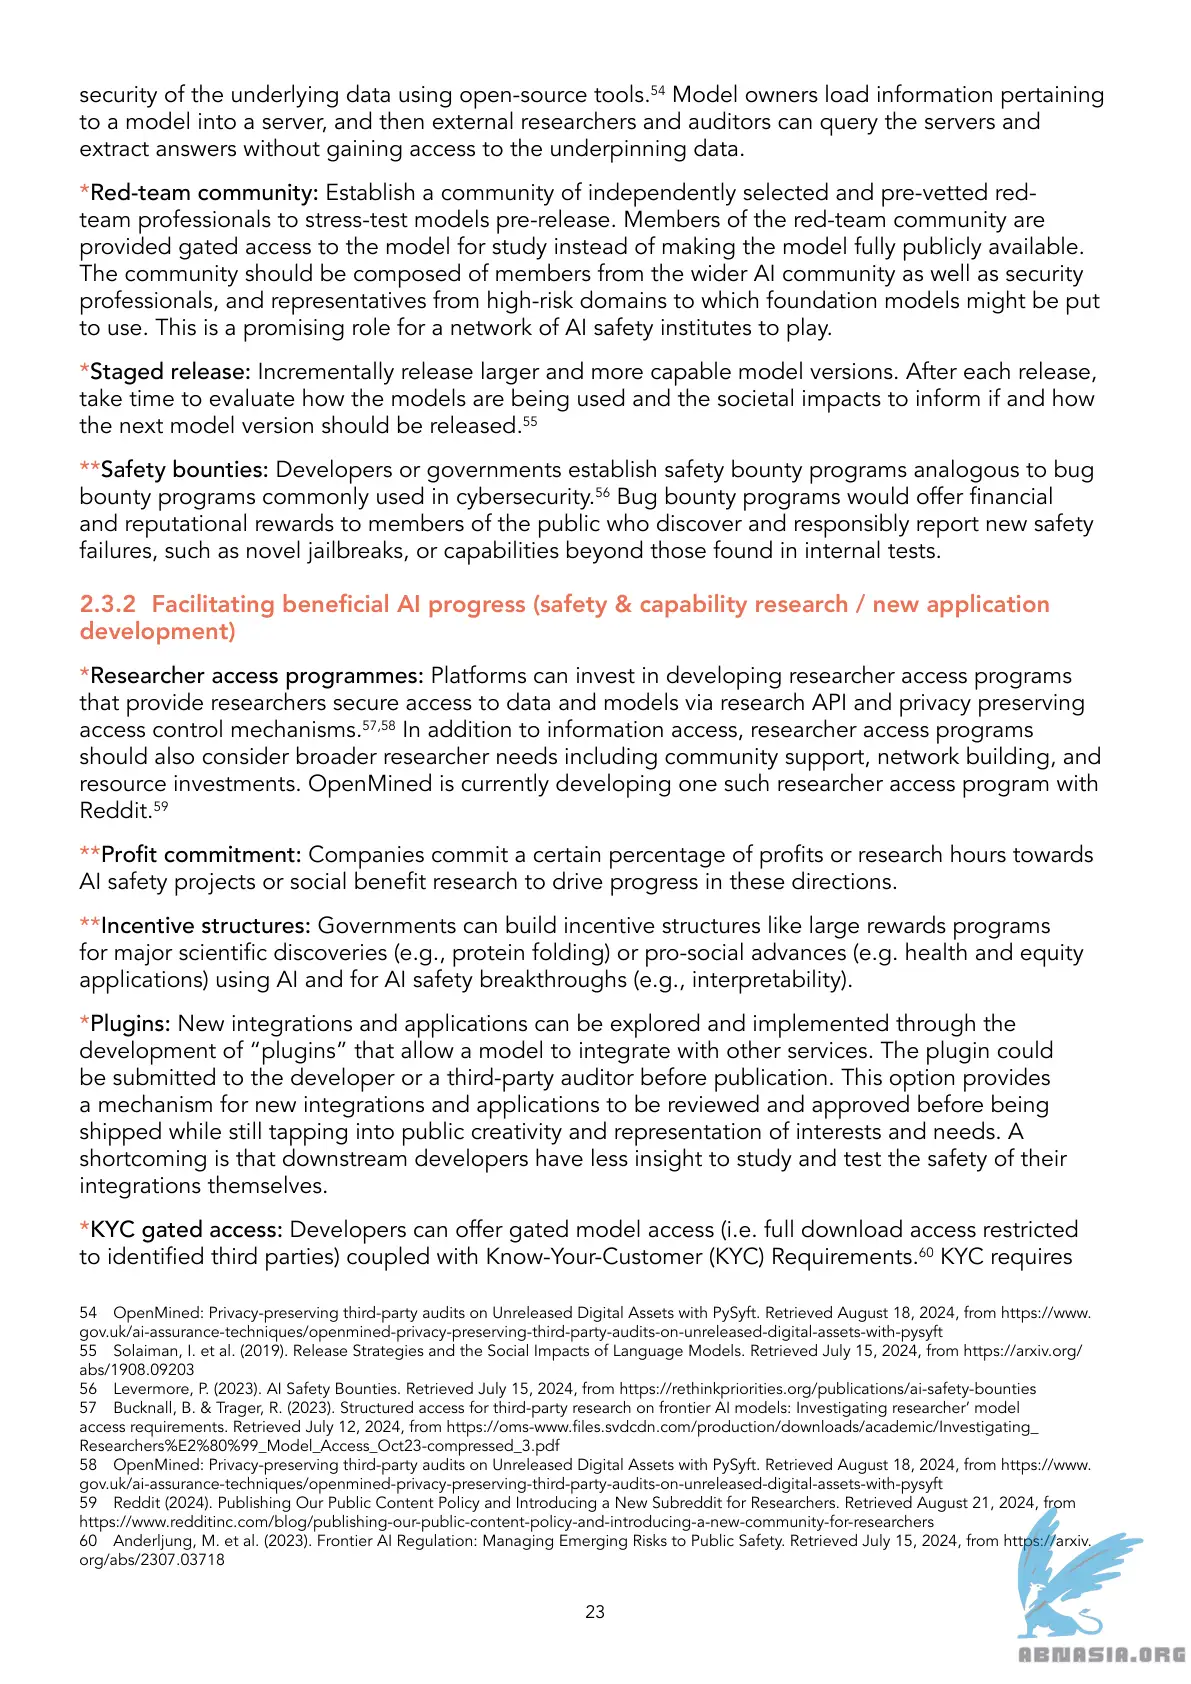 security of the underlying data using open-source tools.54 Model owners load information pertaining
to a model into a server, and then external researchers and auditors can query the servers and
extract answers without gaining access to the underpinning data.
*Red-team community: Establish a community of independently selected and pre-vetted red-
team professionals to stress-test models pre-release. Members of the red-team community are
provided gated access to the model for study instead of making the model fully publicly available.
The community should be composed of members from the wider AI community as well as security
professionals, and representatives from high-risk domains to which foundation models might be put
to use. This is a promising role for a network of AI safety institutes to play.
*Staged release: Incrementally release larger and more capable model versions. After each release,
take time to evaluate how the models are being used and the societal impacts to inform if and how
the next model version should be released.55
**Safety bounties: Developers or governments establish safety bounty programs analogous to bug
bounty programs commonly used in cybersecurity.56 Bug bounty programs would offer financial
and reputational rewards to members of the public who discover and responsibly report new safety
failures, such as novel jailbreaks, or capabilities beyond those found in internal tests.
2.3.2 Facilitating beneficial AI progress (safety & capability research / new application
development)
*Researcher access programmes: Platforms can invest in developing researcher access programs
that provide researchers secure access to data and models via research API and privacy preserving
access control mechanisms.57,58 In addition to information access, researcher access programs
should also consider broader researcher needs including community support, network building, and
resource investments. OpenMined is currently developing one such researcher access program with
Reddit.59
**Profit commitment: Companies commit a certain percentage of profits or research hours towards
AI safety projects or social benefit research to drive progress in these directions.
**Incentive structures: Governments can build incentive structures like large rewards programs
for major scientific discoveries (e.g., protein folding) or pro-social advances (e.g. health and equity
applications) using AI and for AI safety breakthroughs (e.g., interpretability).
*Plugins: New integrations and applications can be explored and implemented through the
development of “plugins” that allow a model to integrate with other services. The plugin could
be submitted to the developer or a third-party auditor before publication. This option provides
a mechanism for new integrations and applications to be reviewed and approved before being
shipped while still tapping into public creativity and representation of interests and needs. A
shortcoming is that downstream developers have less insight to study and test the safety of their
integrations themselves.
*KYC gated access: Developers can offer gated model access (i.e. full download access restricted
to identified third parties) coupled with Know-Your-Customer (KYC) Requirements.60 KYC requires
54 OpenMined: Privacy-preserving third-party audits on Unreleased Digital Assets with PySyft. Retrieved August 18, 2024, from https://www.
gov.uk/ai-assurance-techniques/openmined-privacy-preserving-third-party-audits-on-unreleased-digital-assets-with-pysyft
55 Solaiman, I. et al. (2019). Release Strategies and the Social Impacts of Language Models. Retrieved July 15, 2024, from https://arxiv.org/
abs/1908.09203
56 Levermore, P. (2023). AI Safety Bounties. Retrieved July 15, 2024, from https://rethinkpriorities.org/publications/ai-safety-bounties
57 Bucknall, B. & Trager, R. (2023). Structured access for third-party research on frontier AI models: Investigating researcher’ model
access requirements. Retrieved July 12, 2024, from https://oms-www.files.svdcdn.com/production/downloads/academic/Investigating_
Researchers%E2%80%99_Model_Access_Oct23-compressed_3.pdf
58 OpenMined: Privacy-preserving third-party audits on Unreleased Digital Assets with PySyft. Retrieved August 18, 2024, from https://www.
gov.uk/ai-assurance-techniques/openmined-privacy-preserving-third-party-audits-on-unreleased-digital-assets-with-pysyft
59 Reddit (2024). Publishing Our Public Content Policy and Introducing a New Subreddit for Researchers. Retrieved August 21, 2024, from
https://www.redditinc.com/blog/publishing-our-public-content-policy-and-introducing-a-new-community-for-researchers
60 Anderljung, M. et al. (2023). Frontier AI Regulation: Managing Emerging Risks to Public Safety. Retrieved July 15, 2024, from https://arxiv.
org/abs/2307.03718
23
ABNASIA.ORG